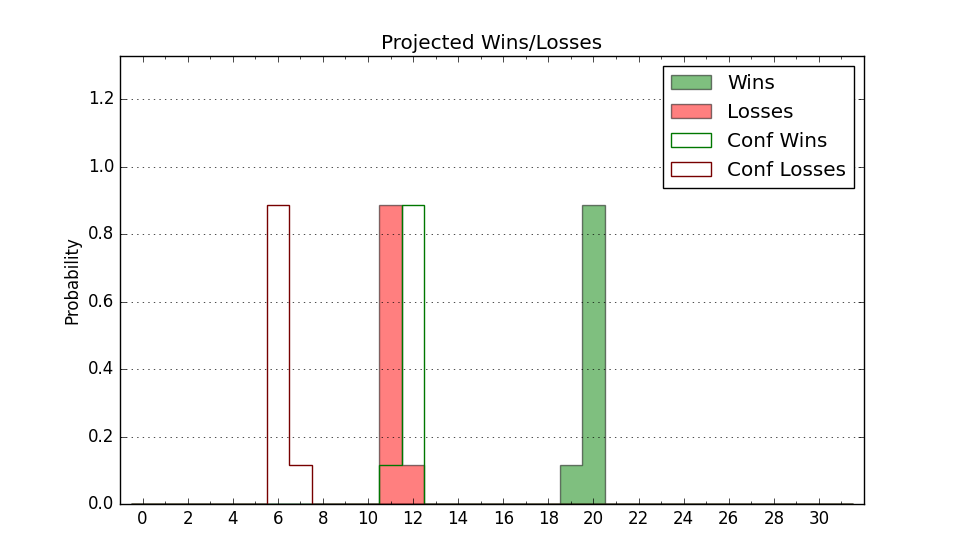 Projected Wins/Losses
Wins
Losses
Conf Wins
Conf Losses
Probability
1.2
1.0
0.8
0.6
0.4
0.2
0.0
0 2 4 6 8 10 12 14 16 18 20 22 24 26 28 30